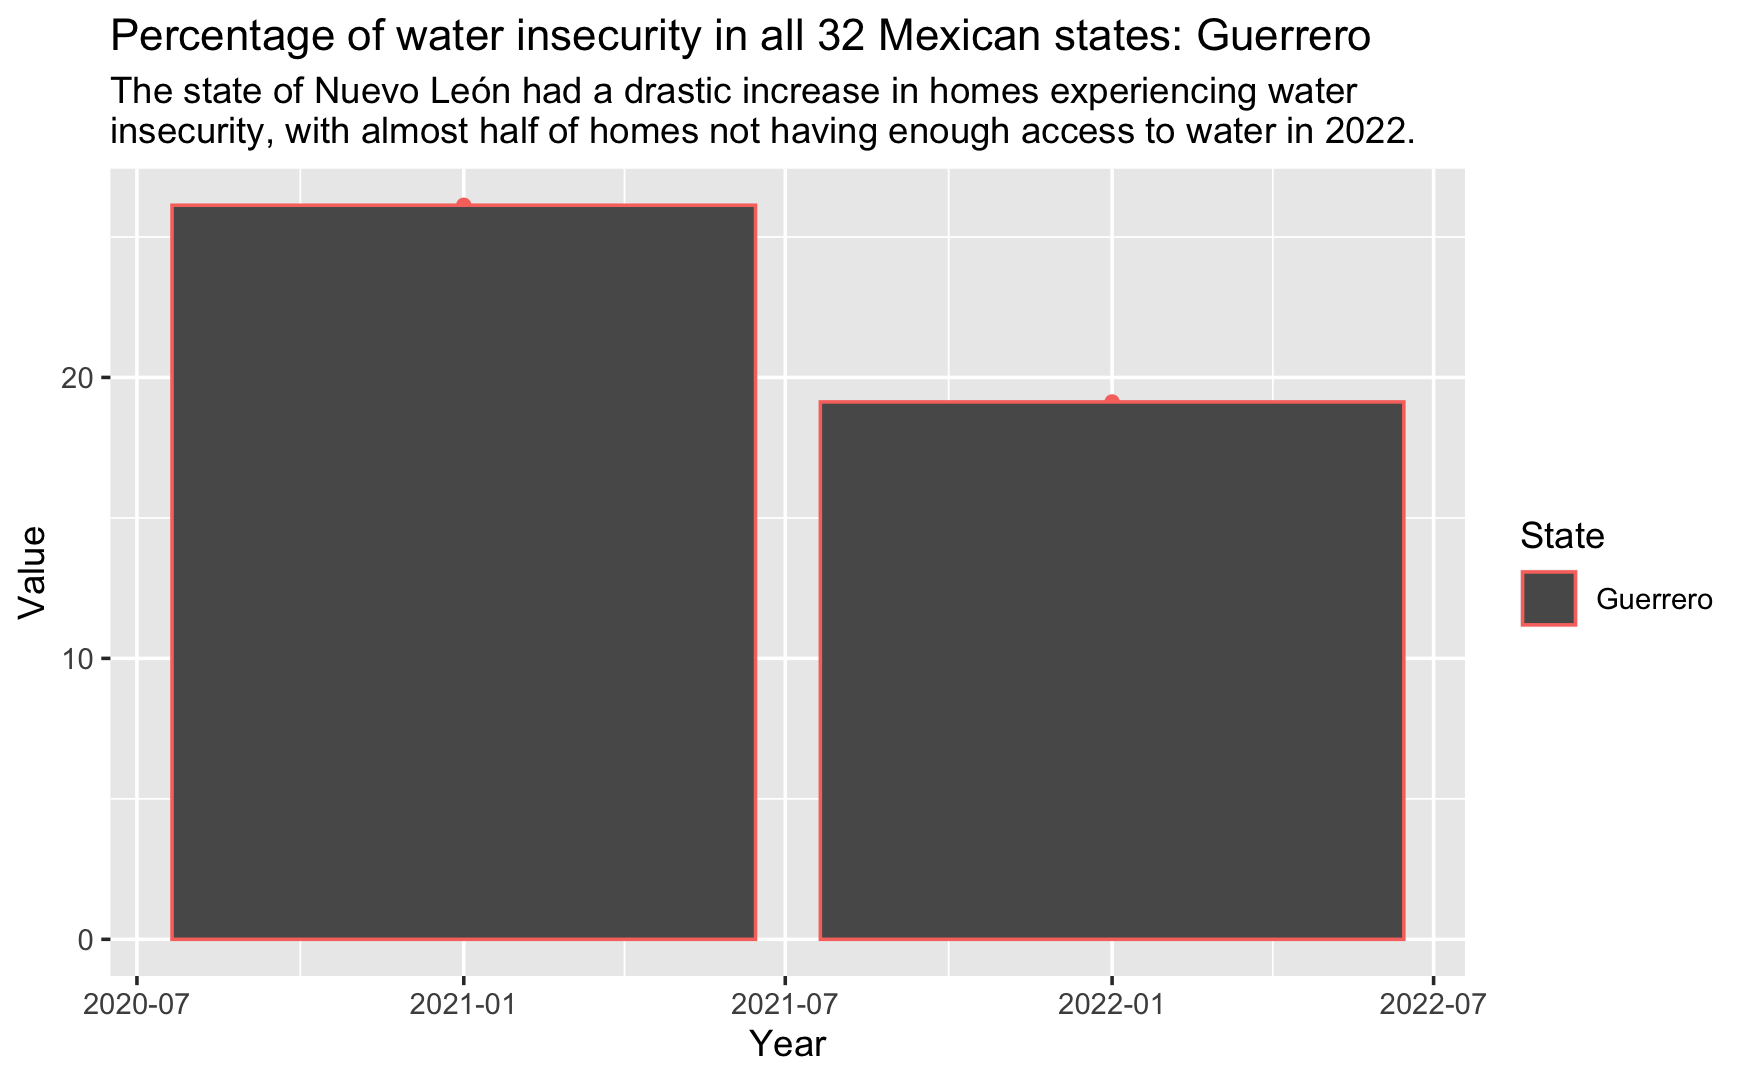 Percentage of water insecurity in all 32 Mexican states: Guerrero
The state of Nuevo León had a drastic increase in homes experiencing water
insecurity, with almost half of homes not having enough access to water in 2022.
Value
20
10
0
2020-07
2021-01
2021-07
2022-01
2022-07
Year
State
Guerrero